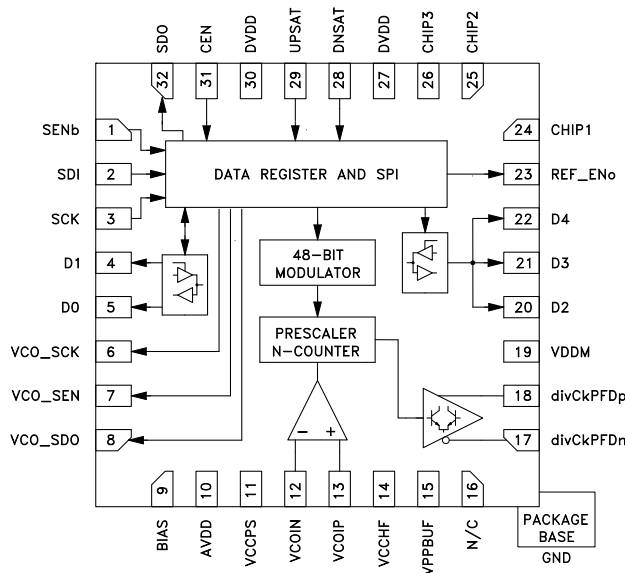 SDO
CEN
DVDD
UPSAT
DNSAT
DVDD
CHIP3
CHIP2
32
31
30
29
28
27
26
25
SENb
1
24
CHIP1
SDI
2
DATA REGISTER AND SPI
23
REF_ENo
SCK
3
22
D4
D1
4
48-BIT
MODULATOR
21
D3
D0
5
20
D2
PRESCALER
N-COUNTER
VCO_SCK
6
19
VDDM
VCO_SEN
7
18
divCkPFDp
VCO_SDO
8
− +
17
divCkPFDn
9
10
11
12
13
14
15
16
BIAS
AVDD
VCCPS
VCOIN
VCOIP
VCCHF
VPPBUF
N/C
PACKAGE
BASE
GND